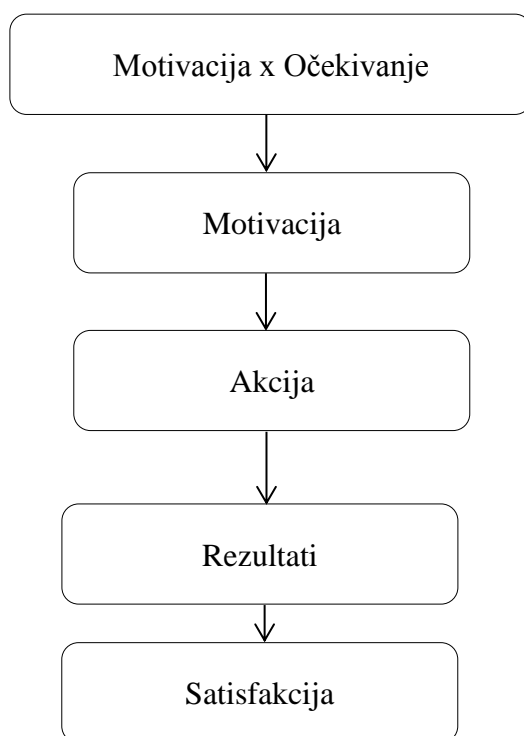 Motivacija x Očekivanje
Motivacija
Akcija
Rezultati
Satisfakcija